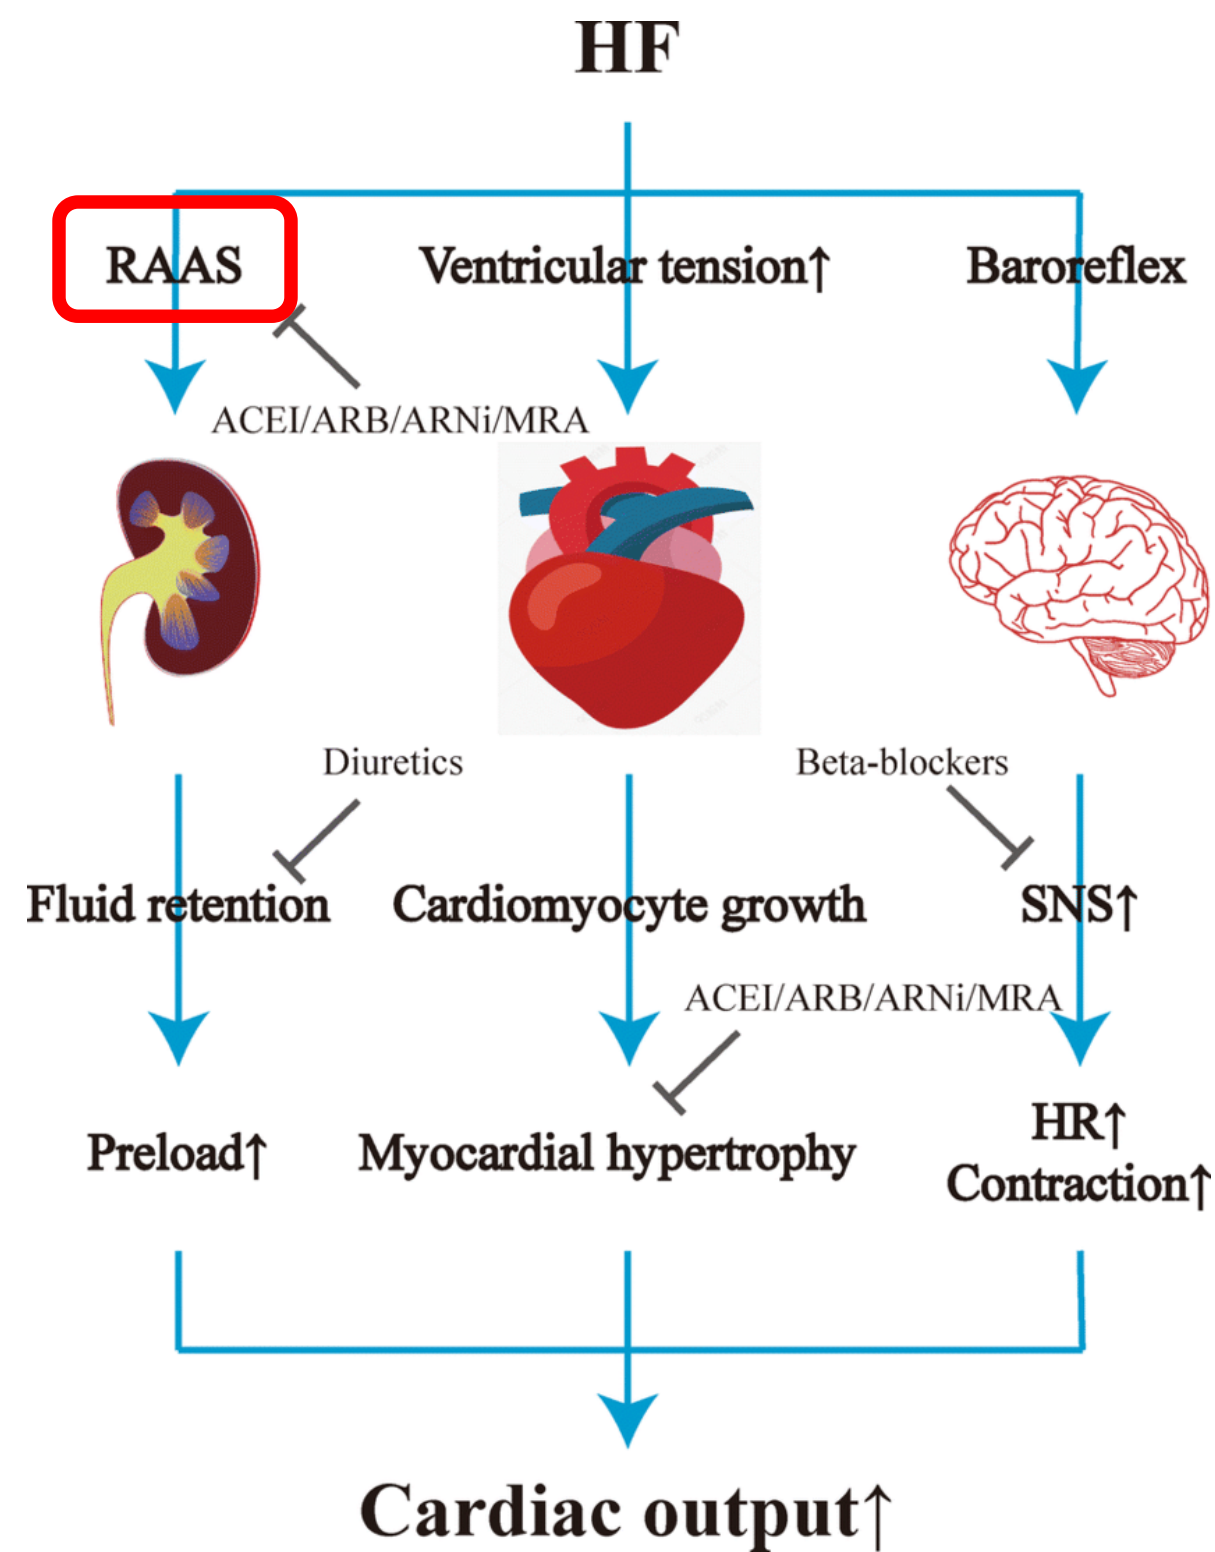 HF
RAAS
Ventricular tension↑
Baroreflex
ACEI/ARB/ARNi/MRA
Diuretics
Beta-blockers
Fluid retention
Cardiomyocyte growth
SNS↑
ACEI/ARB/ARNi/MRA
Preload↑
Myocardial hypertrophy
HR↑
Contraction↑
Cardiac output↑